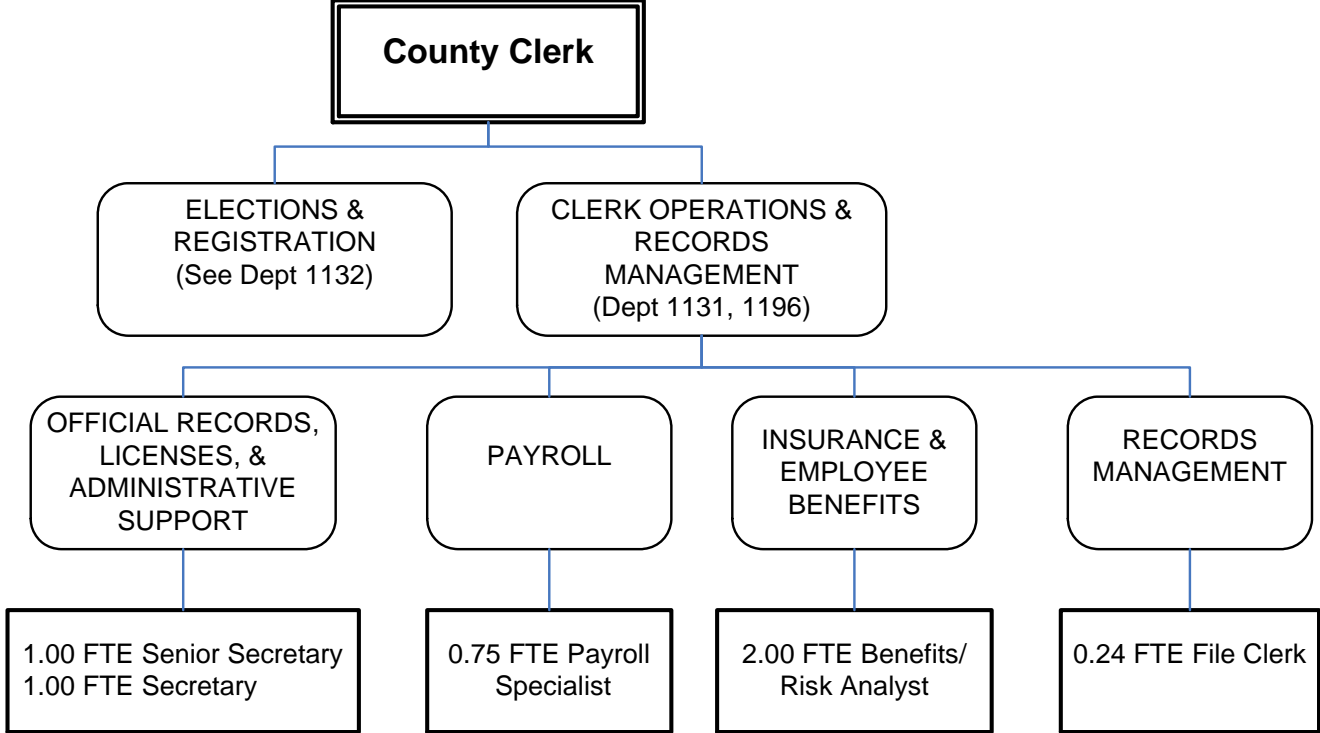 County Clerk
ELECTIONS &
REGISTRATION
(See Dept 1132)
CLERK OPERATIONS &
RECORDS
MANAGEMENT
(Dept 1131, 1196)
OFFICIAL RECORDS,
LICENSES, &
ADMINISTRATIVE
SUPPORT
PAYROLL
INSURANCE &
EMPLOYEE
BENEFITS
RECORDS
MANAGEMENT
1.00 FTE Senior Secretary
1.00 FTE Secretary
0.75 FTE Payroll
Specialist
2.00 FTE Benefits/
Risk Analyst
0.24 FTE File Clerk